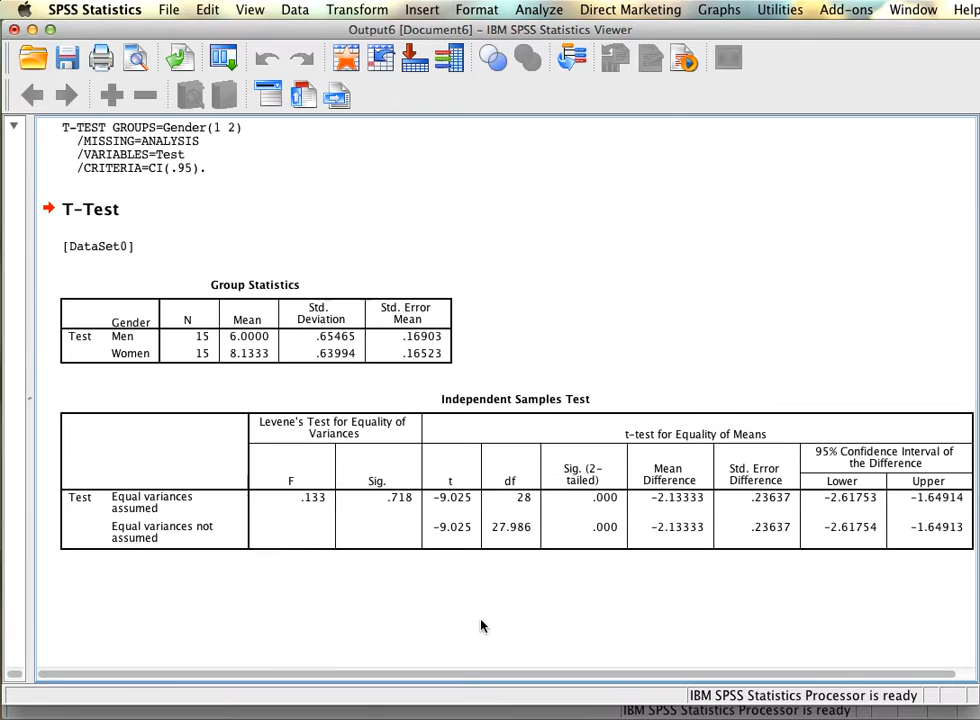 SPSS Statistics File Edit View Data Transform Insert Format Analyze Direct Marketing Graphs Utilities Add-ons Window Help
Output6 [Document6] - IBM SPSS Statistics Viewer
T-TEST GROUPS=Gender(1 2)
/MISSING=ANALYSIS
/VARIABLES=Test
/CRITERIA=CI(.95).
T-Test
[DataSet0]
Group Statistics
Gender N Mean Std. Deviation Std. Error Mean
Test Men 15 6.0000 .65465 .16903
Women 15 8.1333 .63994 .16523
Independent Samples Test
Levene's Test for Equality of Variances t-test for Equality of Means
95% Confidence Interval of the Difference
F Sig. t df Sig. (2-tailed) Mean Difference Std. Error Difference Lower Upper
Test Equal variances assumed .133 .718 -9.025 28 .000 -2.13333 .23637 -2.61753 -1.64914
Equal variances not assumed -9.025 27.986 .000 -2.13333 .23637 -2.61754 -1.64913
IBM SPSS Statistics Processor is ready
IBM SPSS Statistics Processor is ready